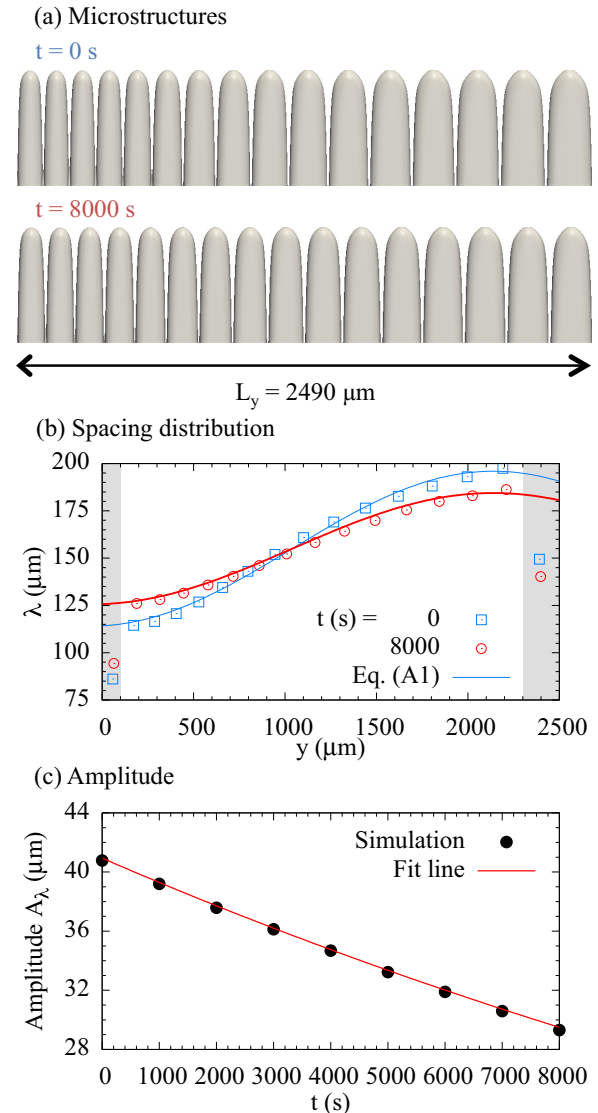 (a) Microstructures
t = 0 s
t = 8000 s
L_y = 2490 μm
(b) Spacing distribution
200
175
150
125
100
75
λ (μm)
t (s) = 0
8000
Eq. (A1)
0 500 1000 1500 2000 2500
y (μm)
(c) Amplitude
44
40
36
32
28
Amplitude A_λ (μm)
Simulation
Fit line
0 1000 2000 3000 4000 5000 6000 7000 8000
t (s)